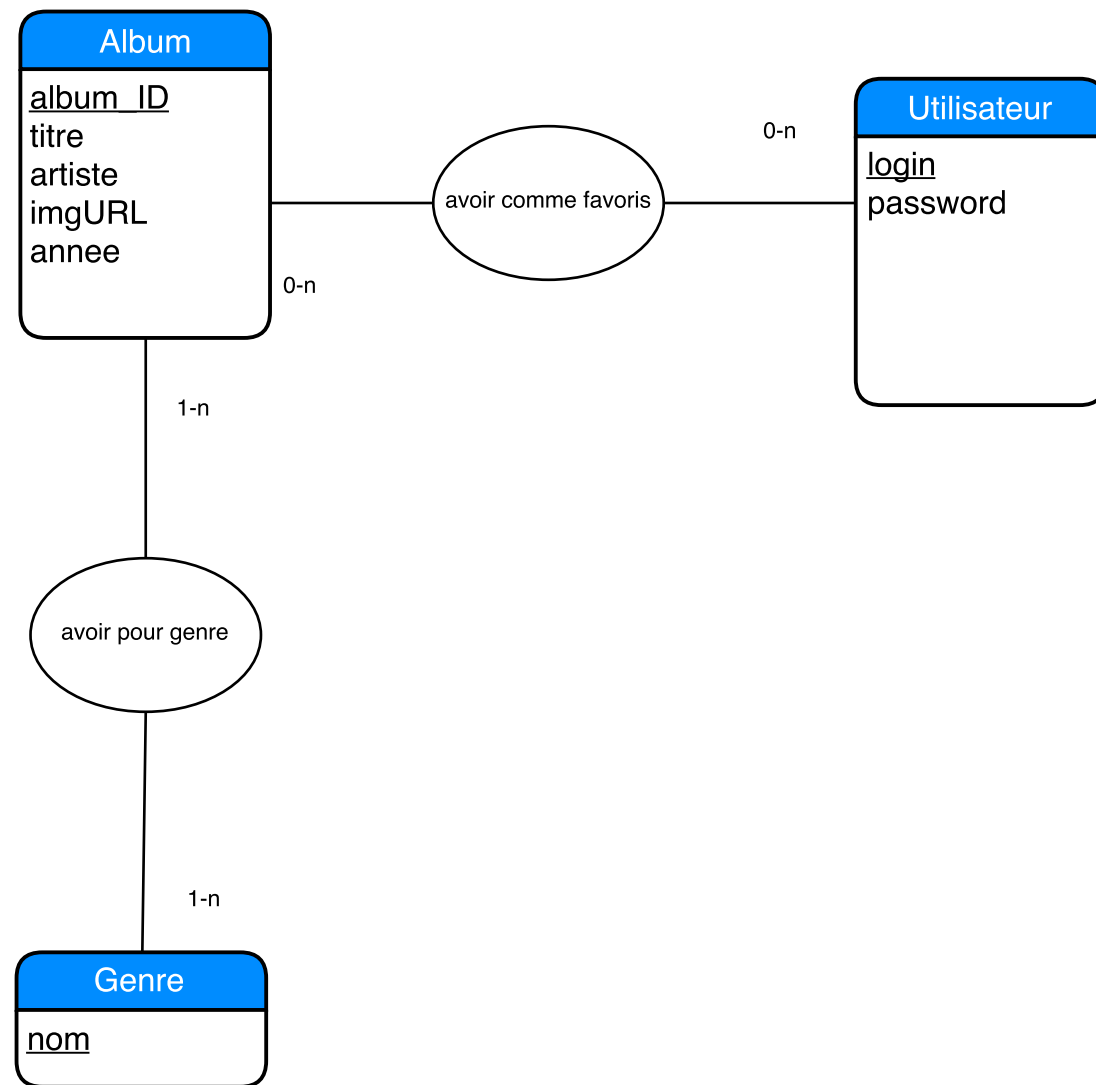 Album
album_ID
titre
artiste
imgURL
annee
avoir comme favoris
0-n
0-n
Utilisateur
login
password
1-n
avoir pour genre
1-n
Genre
nom